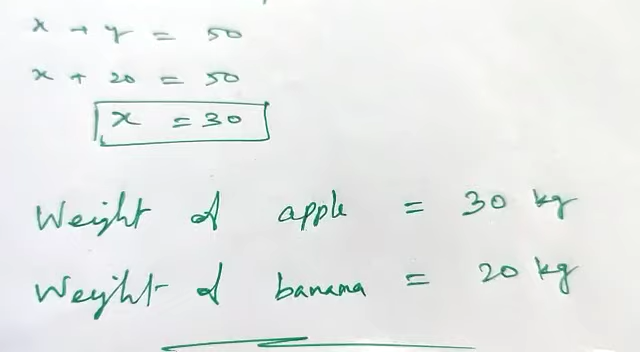 x + y = 50
x + 20 = 50
x = 30
Weight of apple = 30 kg
Weight of banana = 20 kg